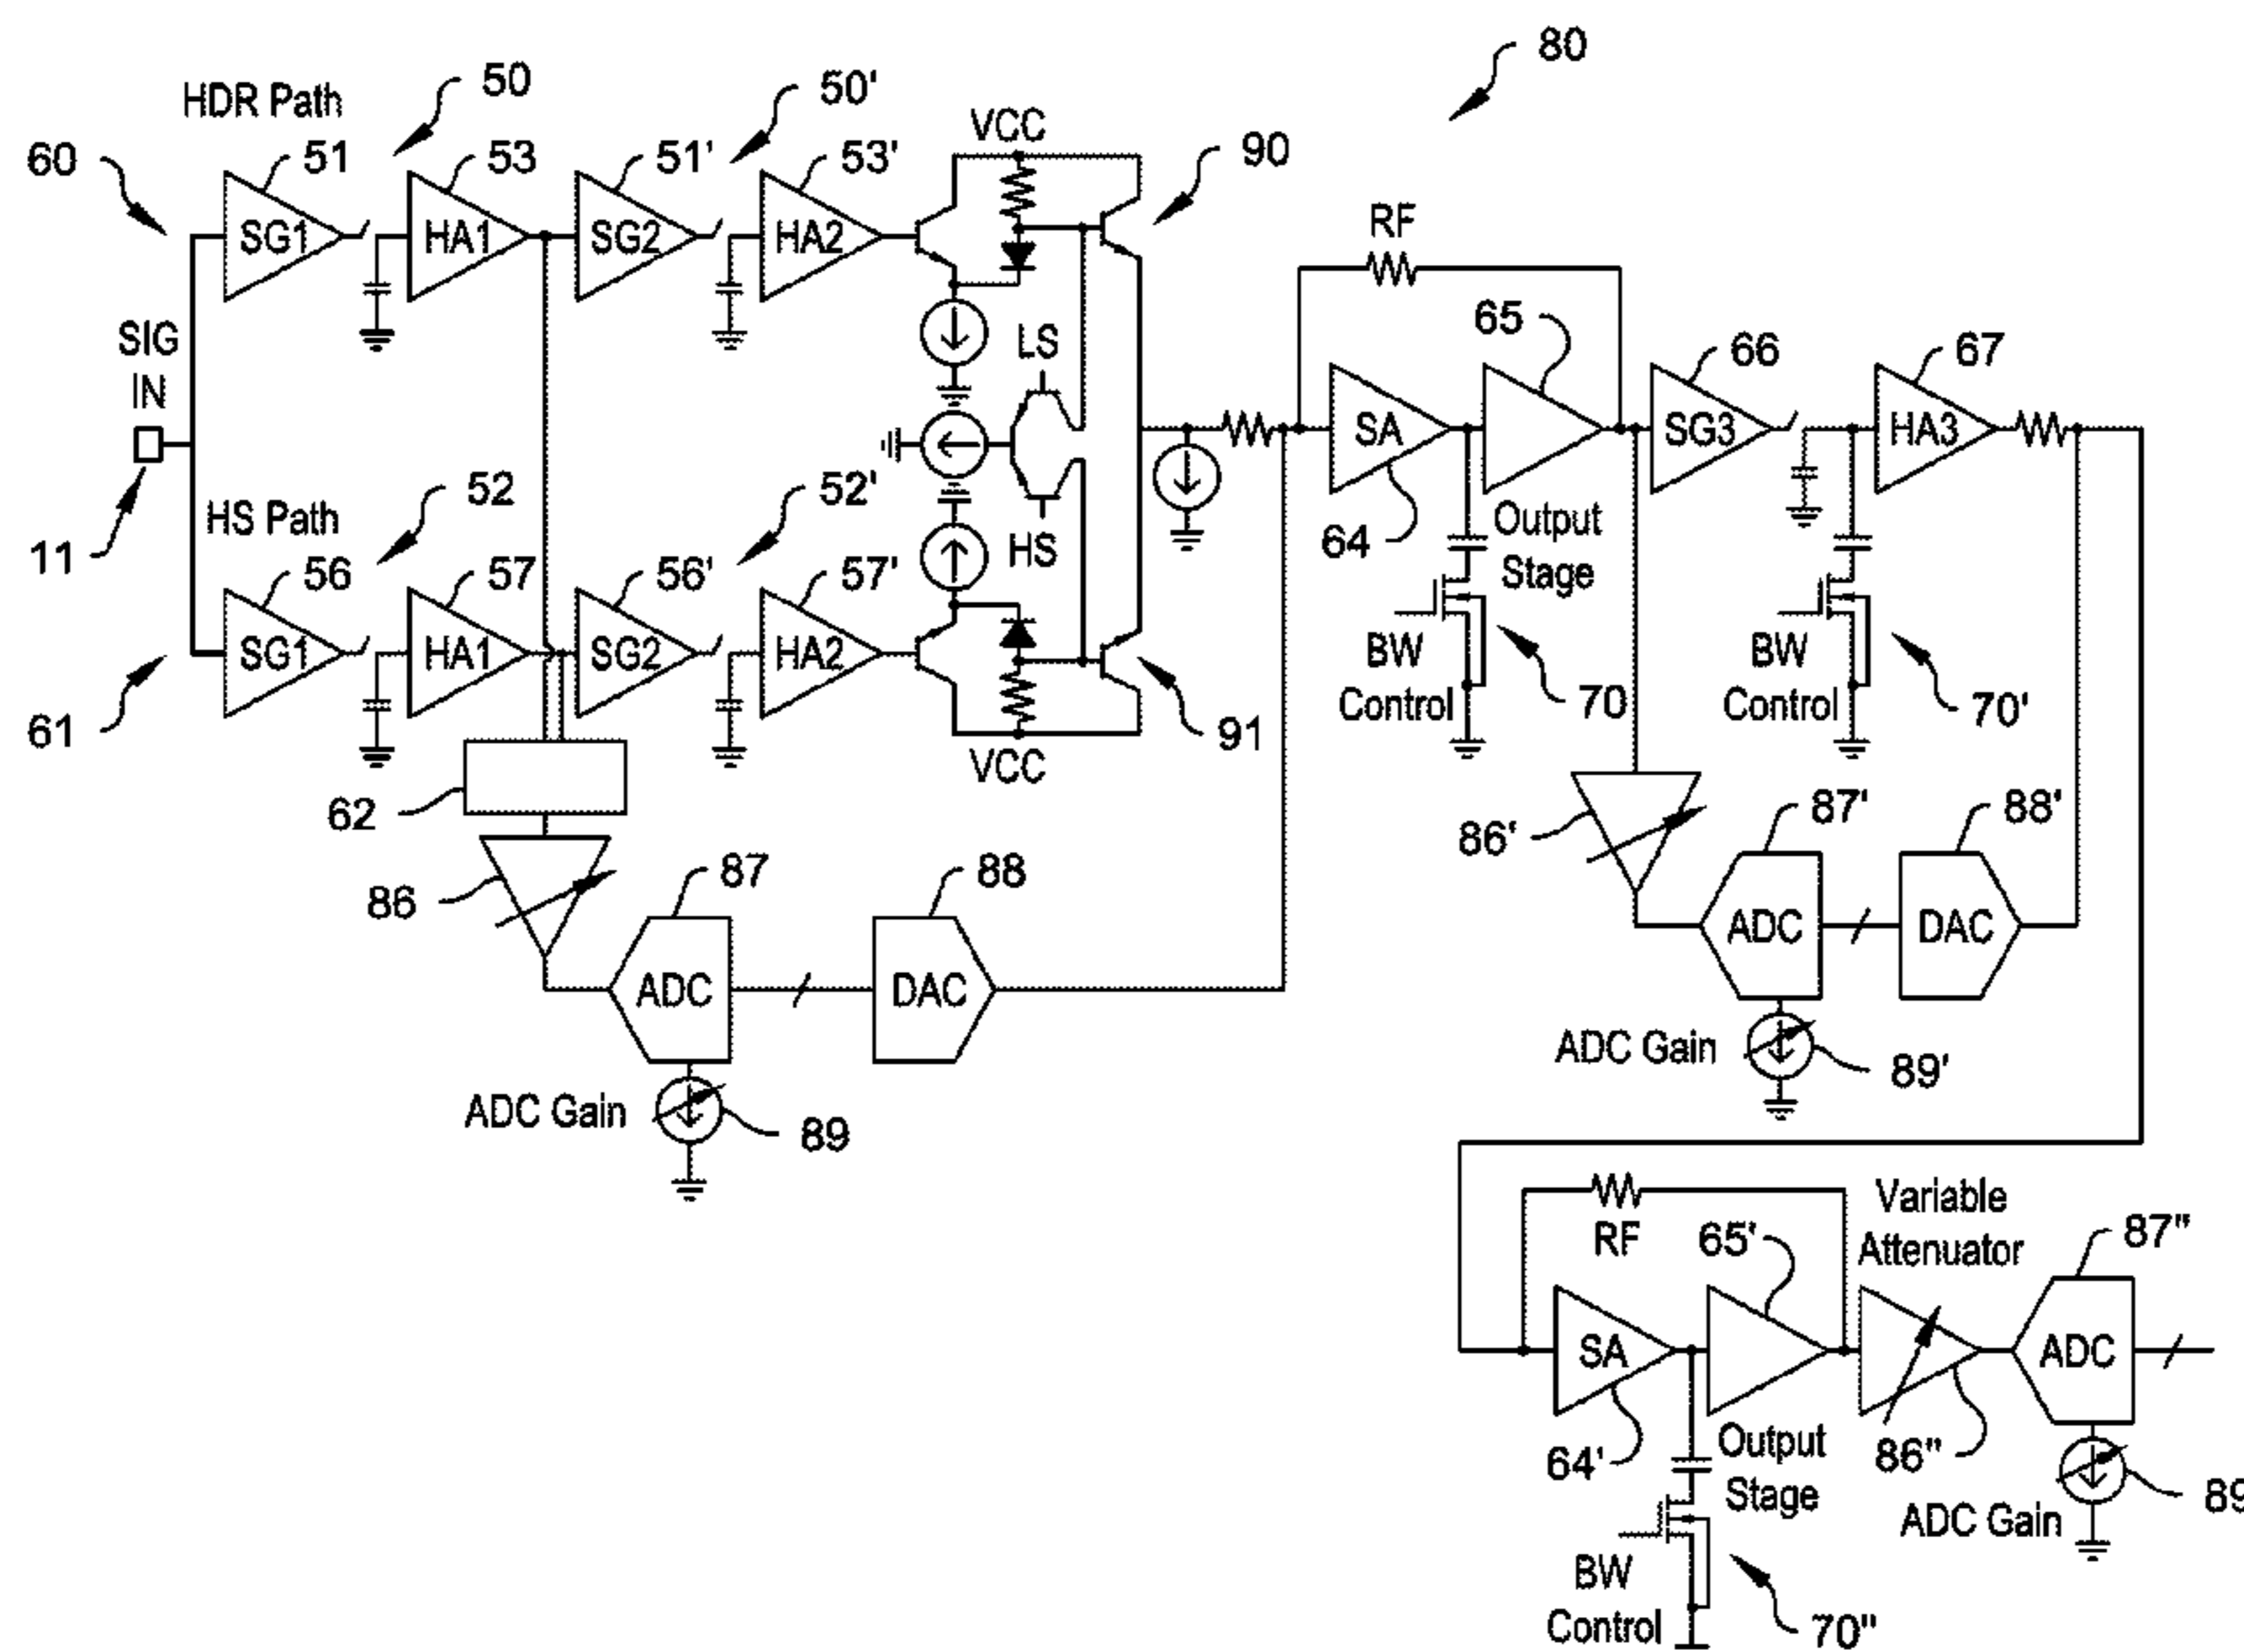 80
HDR Path
50
50'
VCC
90
60
51
53
51'
53'
SG1
HA1
SG2
HA2
RF
65
66
67
SIG
IN
LS
SA
SG3
HA3
HS Path
52
52'
HS
64
Output
Stage
11
56
57
56'
57'
SG1
HA1
SG2
HA2
BW
Control
70
BW
Control
70'
61
91
VCC
62
86
87
88
ADC
DAC
86'
87'
88'
ADC
DAC
ADC Gain
89
ADC Gain
89'
RF
65'
Variable
Attenuator
87"
SA
ADC
64'
Output
Stage
86"
ADC Gain
89
BW
Control
70"